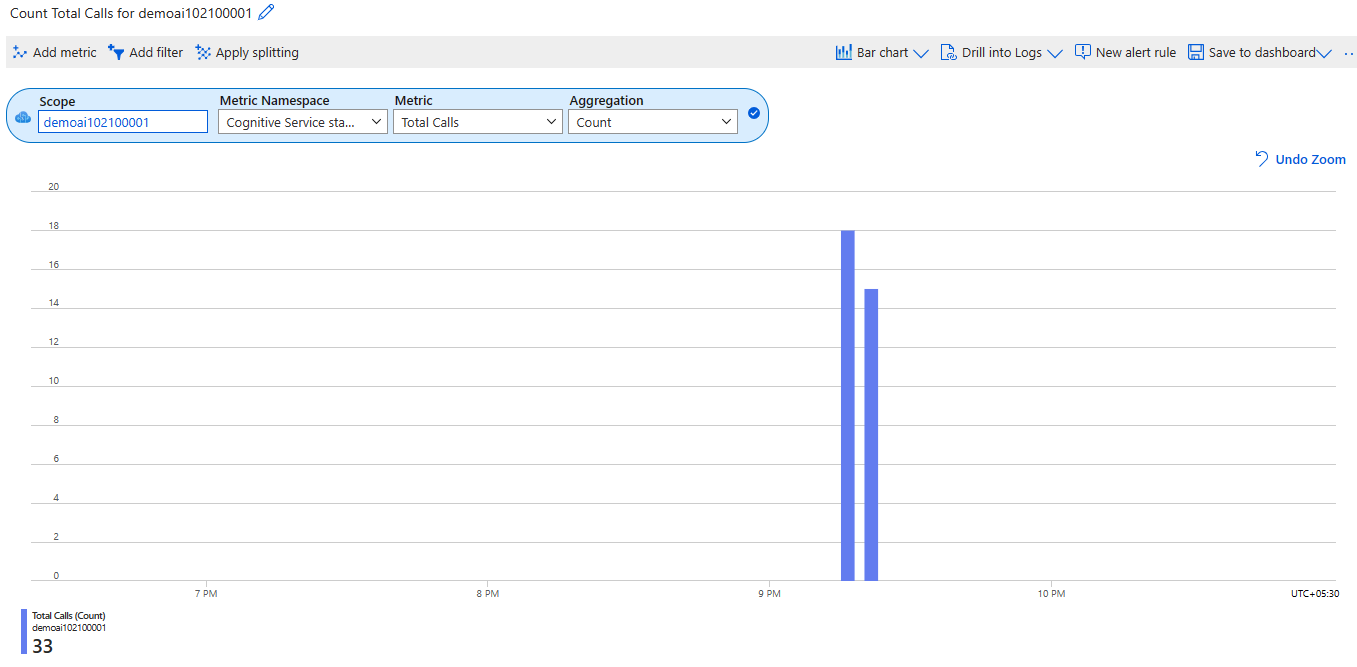 Count Total Calls for demoai102100001
Add metric Add filter Apply splitting Bar chart Drill into Logs New alert rule Save to dashboard ..
Scope Metric Namespace Metric Aggregation
demoai102100001 Cognitive Service sta... Total Calls Count
Undo Zoom
20
18
16
14
12
10
8
6
4
2
0
7 PM 8 PM 9 PM 10 PM UTC+05:30
Total Calls (Count)
demoai102100001
33